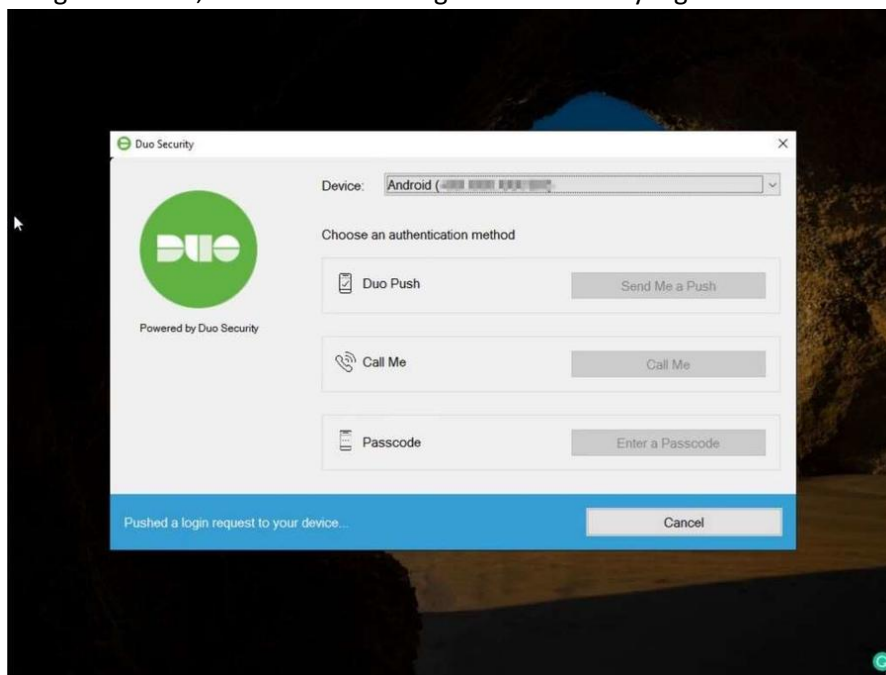 Duo Security
Device: Android (
DUO
Choose an authentication method
Duo Push
Send Me a Push
Powered by Duo Security
Call Me
Call Me
Passcode
Enter a Passcode
Pushed a login request to your device...
Cancel